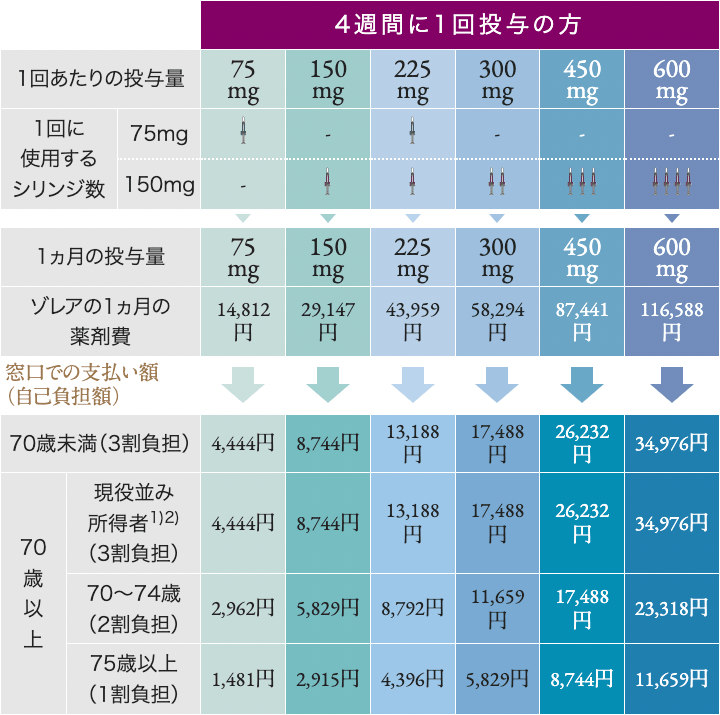 4週間に1回投与の方
1回あたりの投与量 75 mg 150 mg 225 mg 300 mg 450 mg 600 mg
1回に
使用する
シリンジ数
75mg - - - -
150mg -
1ヵ月の投与量 75 mg 150 mg 225 mg 300 mg 450 mg 600 mg
ゾレアの1ヵ月の
薬剤費
14,812円 29,147円 43,959円 58,294円 87,441円 116,588円
窓口での支払い額
（自己負担額）
70歳未満（3割負担） 4,444円 8,744円 13,188円 17,488円 26,232円 34,976円
70歳以上
現役並み
所得者1)2)
（3割負担）
4,444円 8,744円 13,188円 17,488円 26,232円 34,976円
70〜74歳
（2割負担）
2,962円 5,829円 8,792円 11,659円 17,488円 23,318円
75歳以上
（1割負担）
1,481円 2,915円 4,396円 5,829円 8,744円 11,659円